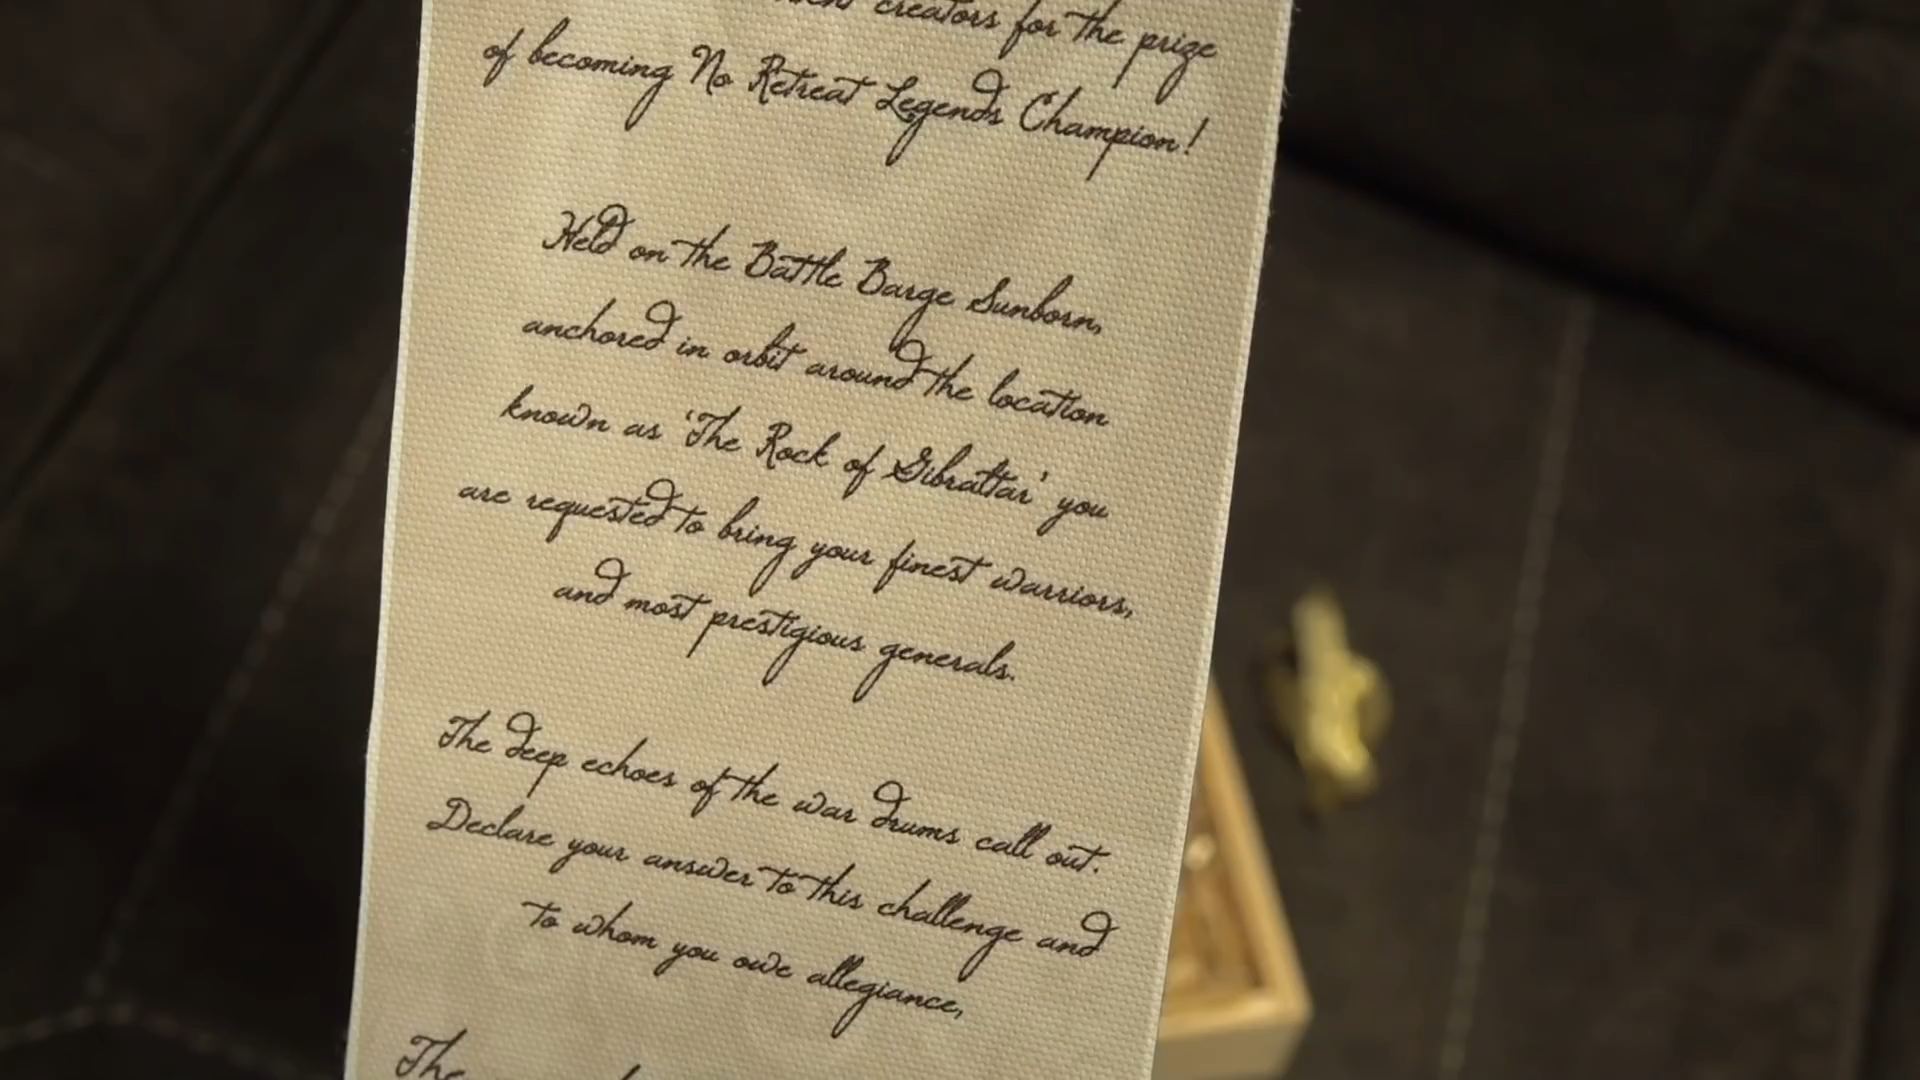 creators for the prize
of becoming No Retreat Legends Champion!
Held on the Battle Barge Sunborn,
anchored in orbit around the location
known as 'The Rock of Gibraltar' you
are requested to bring your finest warriors,
and most prestigious generals.
The deep echoes of the war drums call out.
Declare your answer to this challenge and
to whom you owe allegiance,
The